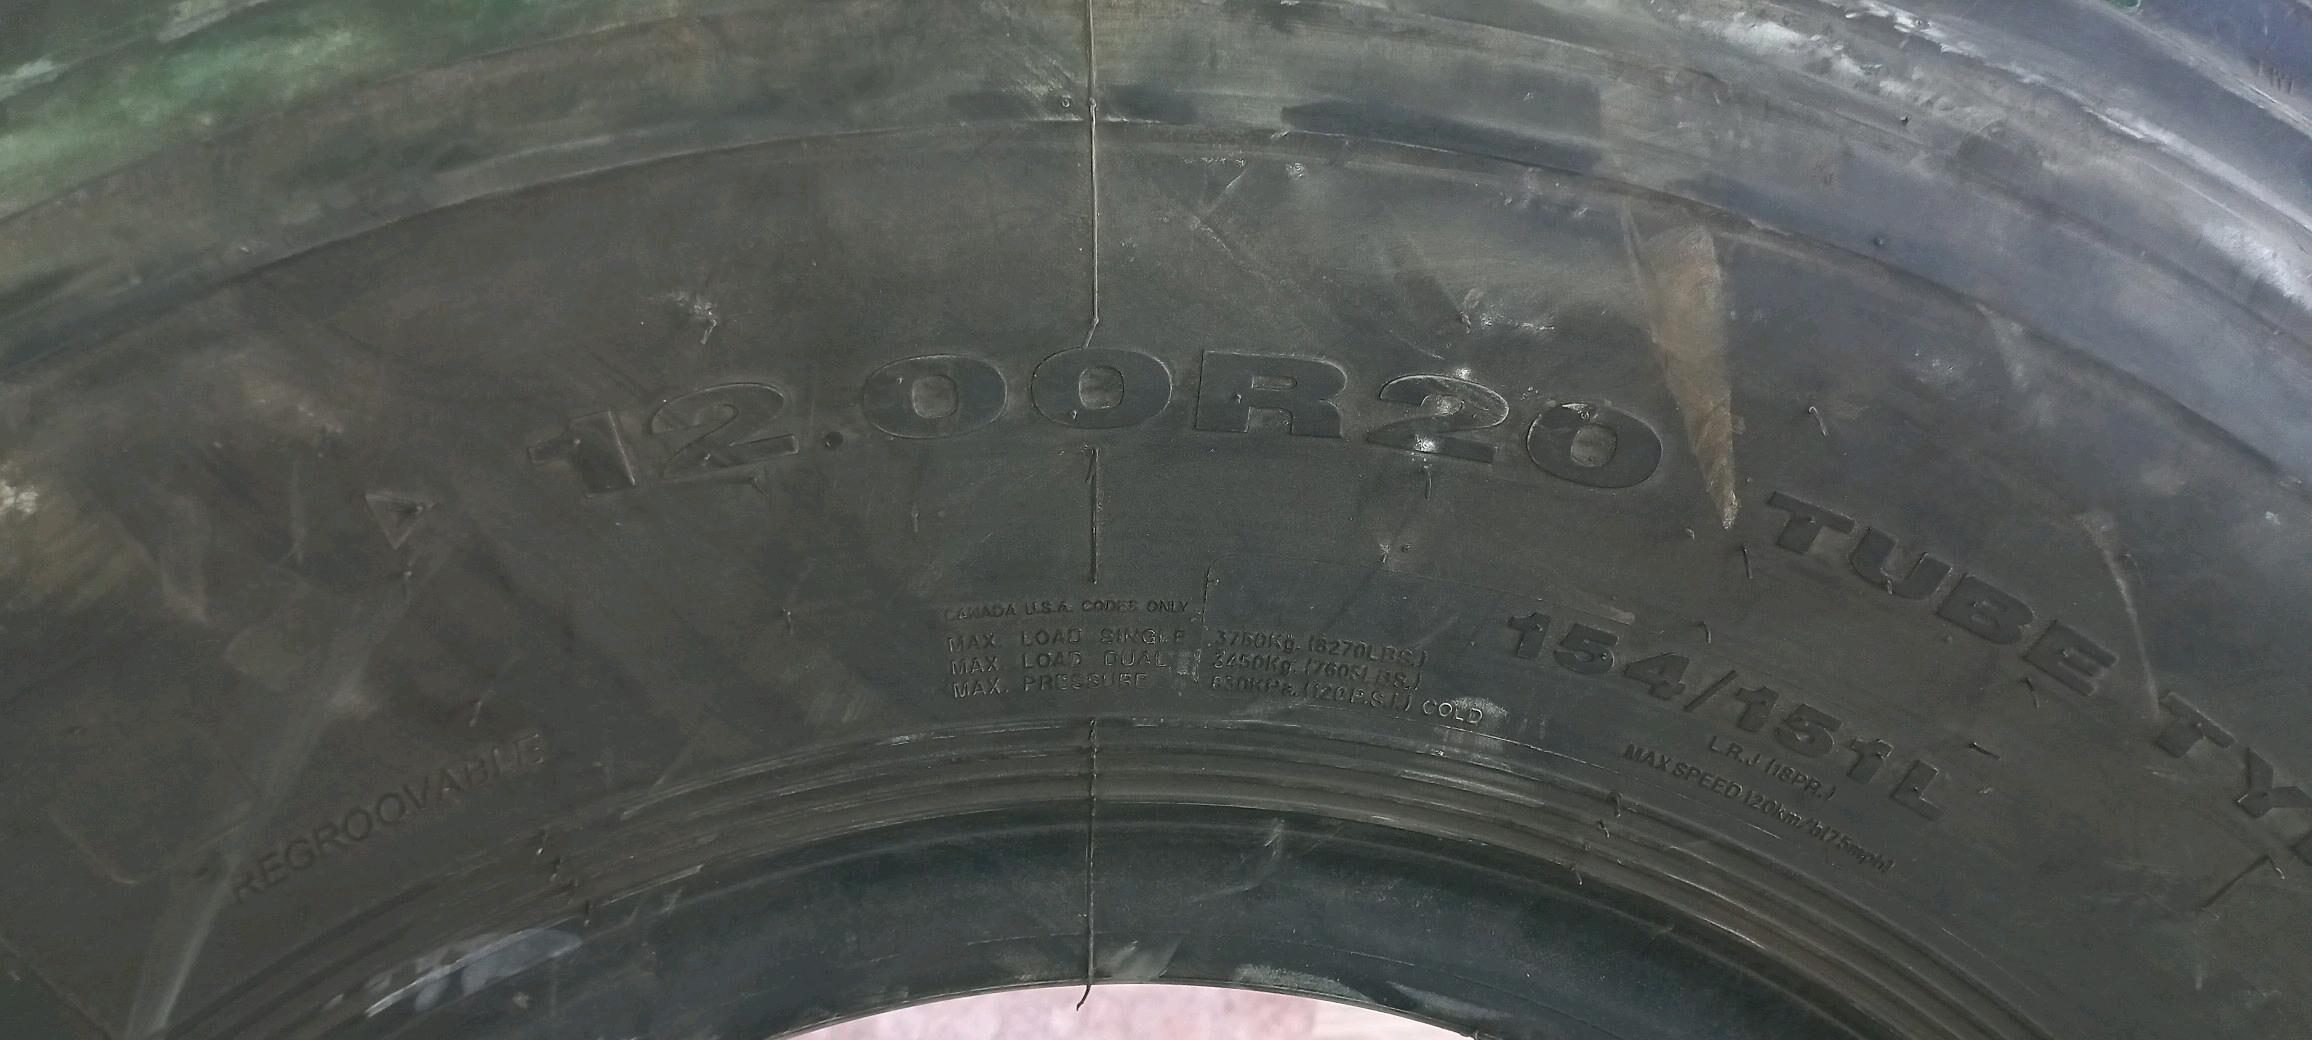 12.00R20
TUBE TY
CANADA U.S.A. CODES ONLY
MAX. LOAD SINGLE 3750Kg. (8270LBS.)
MAX. LOAD DUAL 3450Kg. (7605LBS.)
MAX. PRESSURE 830KPa. (120P.S.I.) COLD
154/151L
L.R.J (18PR.)
MAX SPEED 120km/h(75mph)
REGROOVABLE